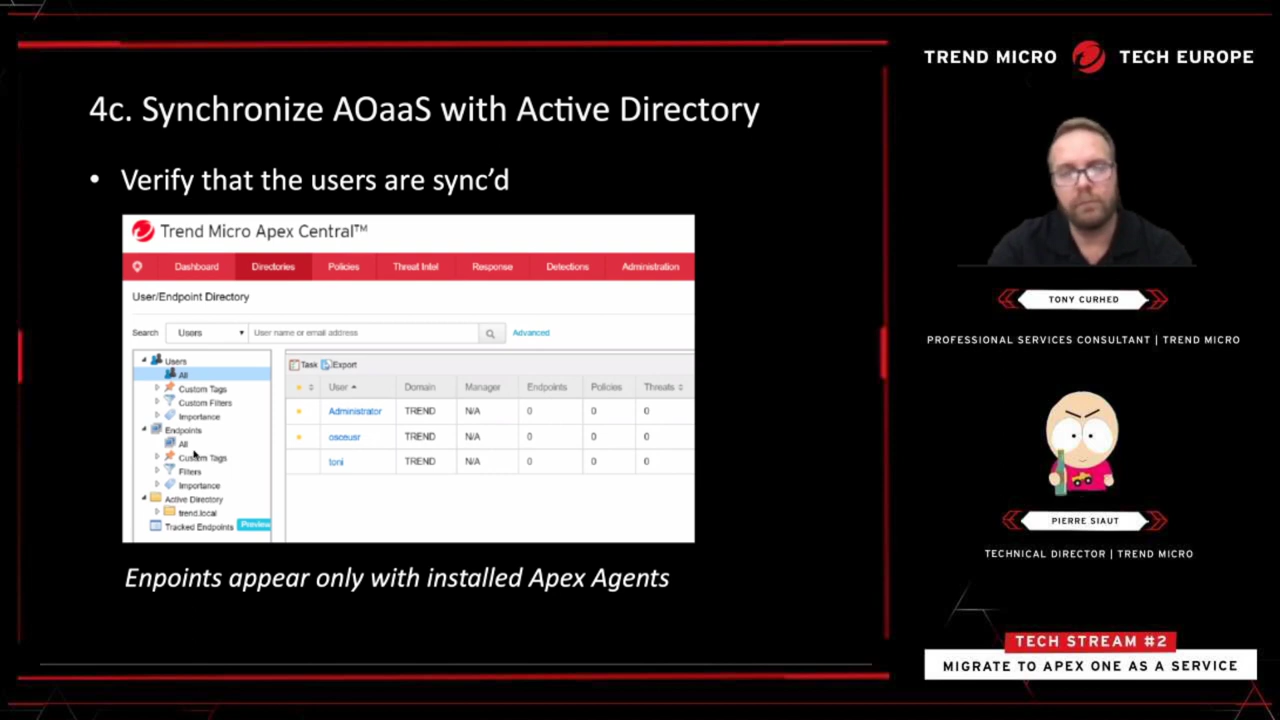 TREND MICRO TECH EUROPE
4c. Synchronize AOaaS with Active Directory
• Verify that the users are sync’d
Trend Micro Apex Central™
Dashboard Directories Policies Threat Intel Response Detections Administration
User/Endpoint Directory
Search Users User name or email address Advanced
Users
All
Custom Tags
Custom Filters
Importance
Endpoints
All
Custom Tags
Filters
Importance
Active Directory
trend.local
Tracked Endpoints Preview
Task Export
User Domain Manager Endpoints Policies Threats
Administrator TREND N/A 0 0 0
osceusr TREND N/A 0 0 0
toni TREND N/A 0 0 0
Enpoints appear only with installed Apex Agents
TONY CURHED
PROFESSIONAL SERVICES CONSULTANT | TREND MICRO
PIERRE SIAUT
TECHNICAL DIRECTOR | TREND MICRO
TECH STREAM #2
MIGRATE TO APEX ONE AS A SERVICE